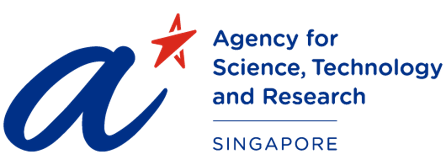 a
Agency for
Science, Technology
and Research
SINGAPORE